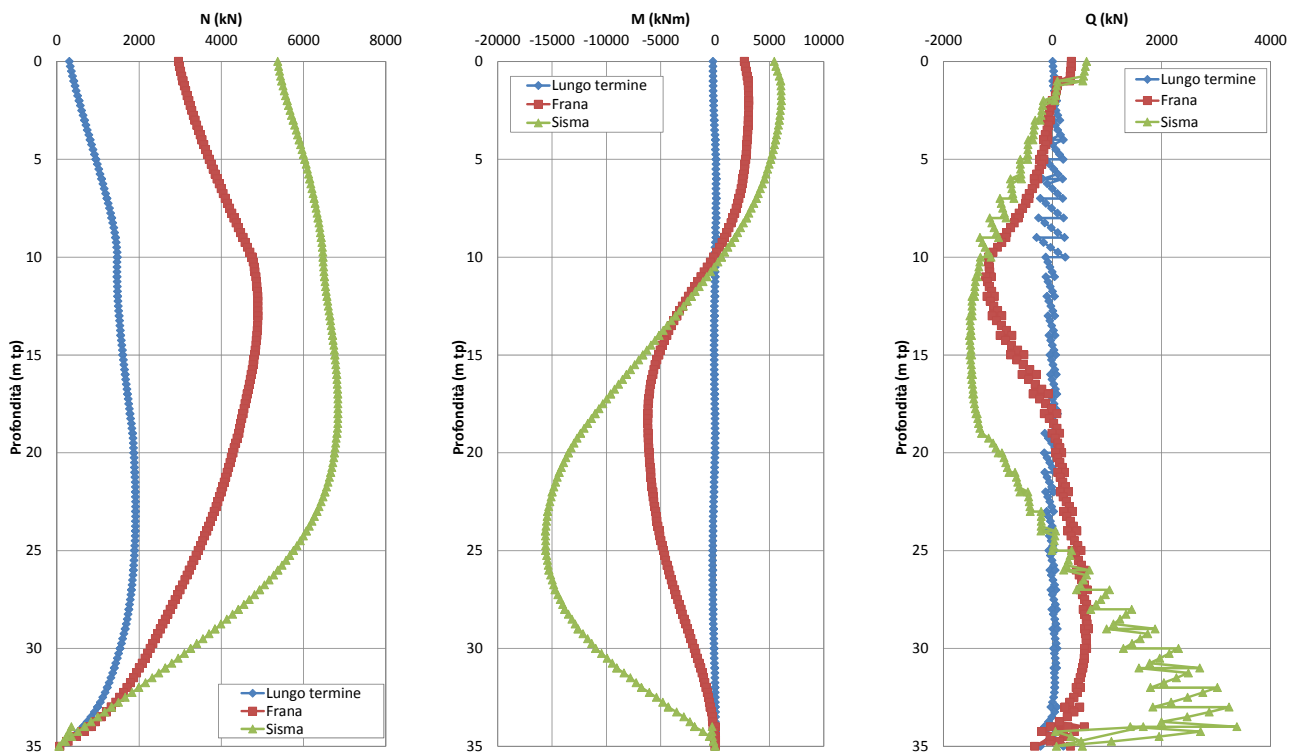 N (kN)
0 2000 4000 6000 8000
0
5
10
15
20
25
30
35
Profondità (m tp)
Lungo termine
Frana
Sisma
M (kNm)
-20000 -15000 -10000 -5000 0 5000 10000
0
5
10
15
20
25
30
35
Profondità (m tp)
Lungo termine
Frana
Sisma
Q (kN)
-2000 0 2000 4000
0
5
10
15
20
25
30
35
Profondità (m tp)
Lungo termine
Frana
Sisma